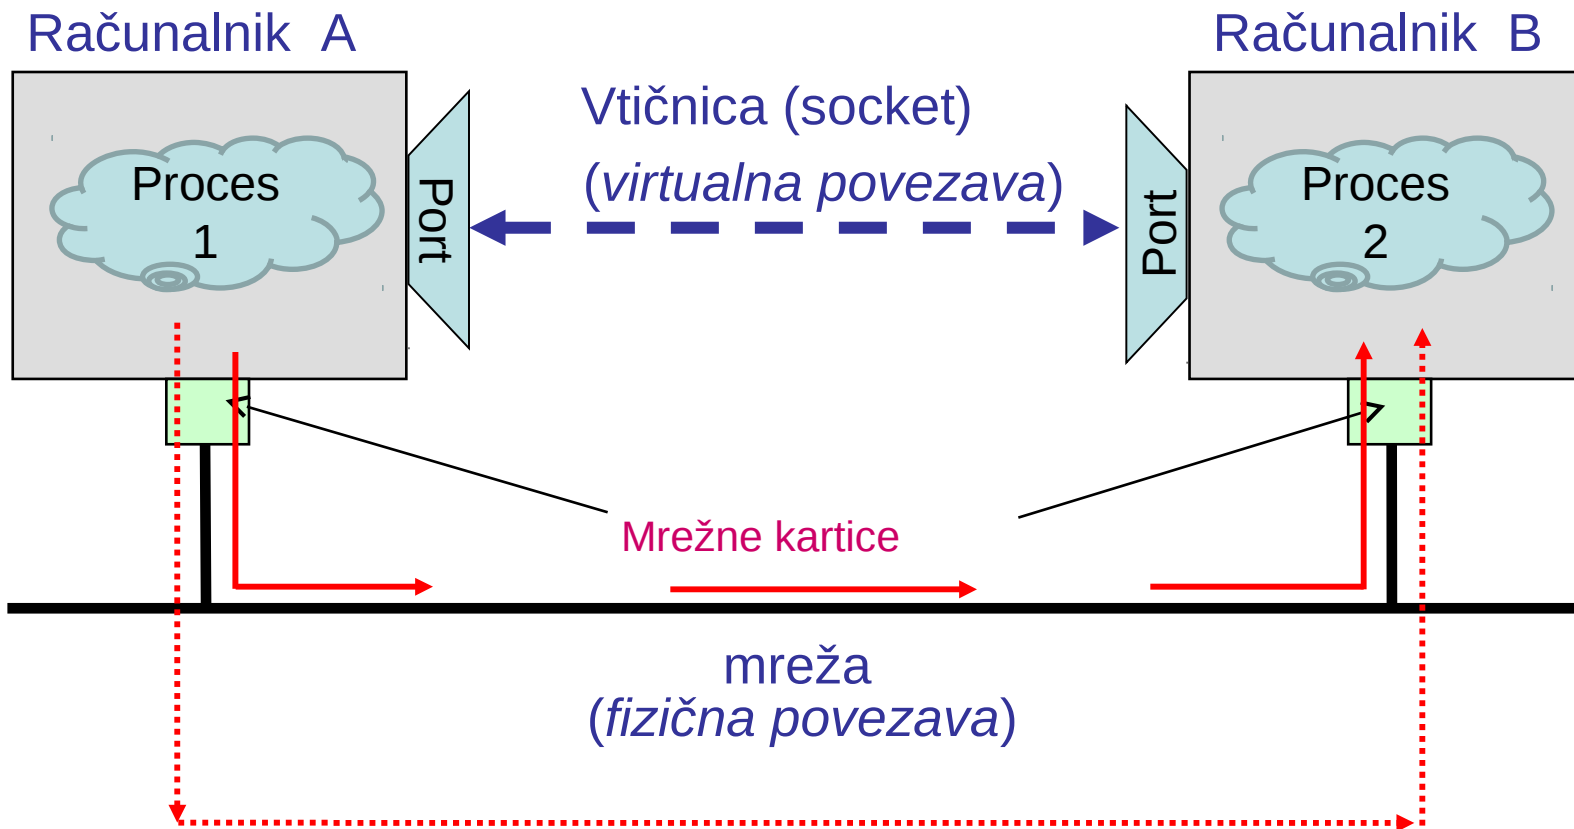 Računalnik A
Računalnik B
Vtičnica (socket)
(virtualna povezava)
Proces
1
Port
Port
Proces
2
Mrežne kartice
mreža
(fizična povezava)